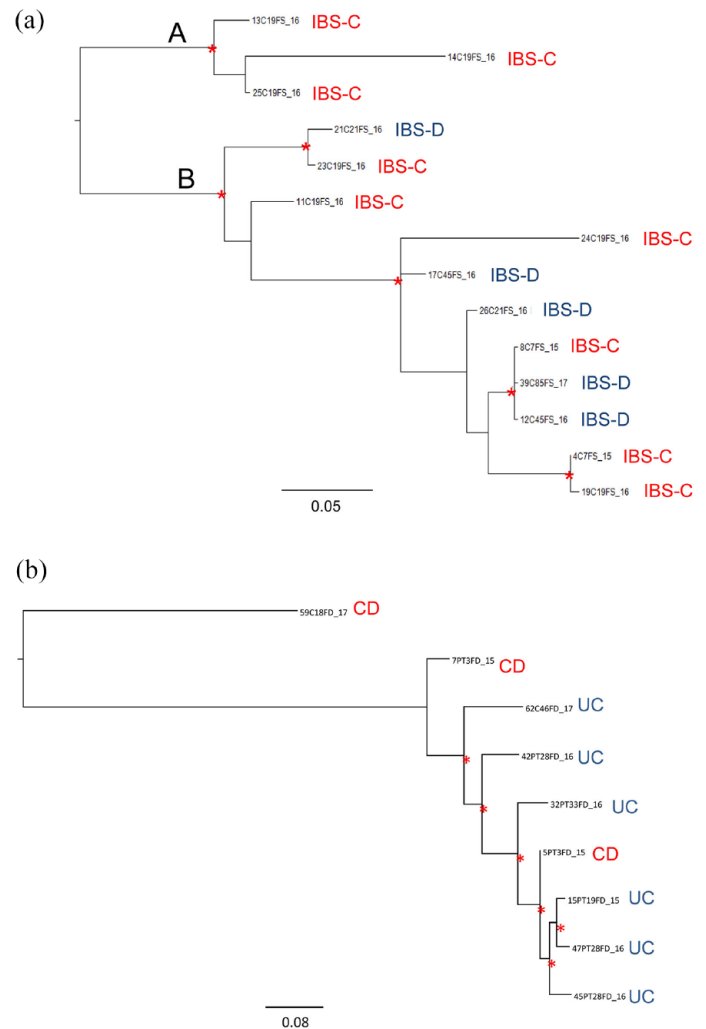 (a)
A
13C19FS_16 IBS-C
14C19FS_16 IBS-C
25C19FS_16 IBS-C
21C21FS_16 IBS-D
B
23C19FS_16 IBS-C
11C19FS_16 IBS-C
24C19FS_16 IBS-C
17C45FS_16 IBS-D
26C21FS_16 IBS-D
8C7FS_15 IBS-C
39C85FS_17 IBS-D
12C45FS_16 IBS-D
4C7FS_15 IBS-C
19C19FS_16 IBS-C
0.05
(b)
59C18FD_17 CD
7PT3FD_15 CD
62C46FD_17 UC
42PT28FD_16 UC
32PT33FD_16 UC
5PT3FD_15 CD
15PT19FD_15 UC
47PT28FD_16 UC
45PT28FD_16 UC
0.08